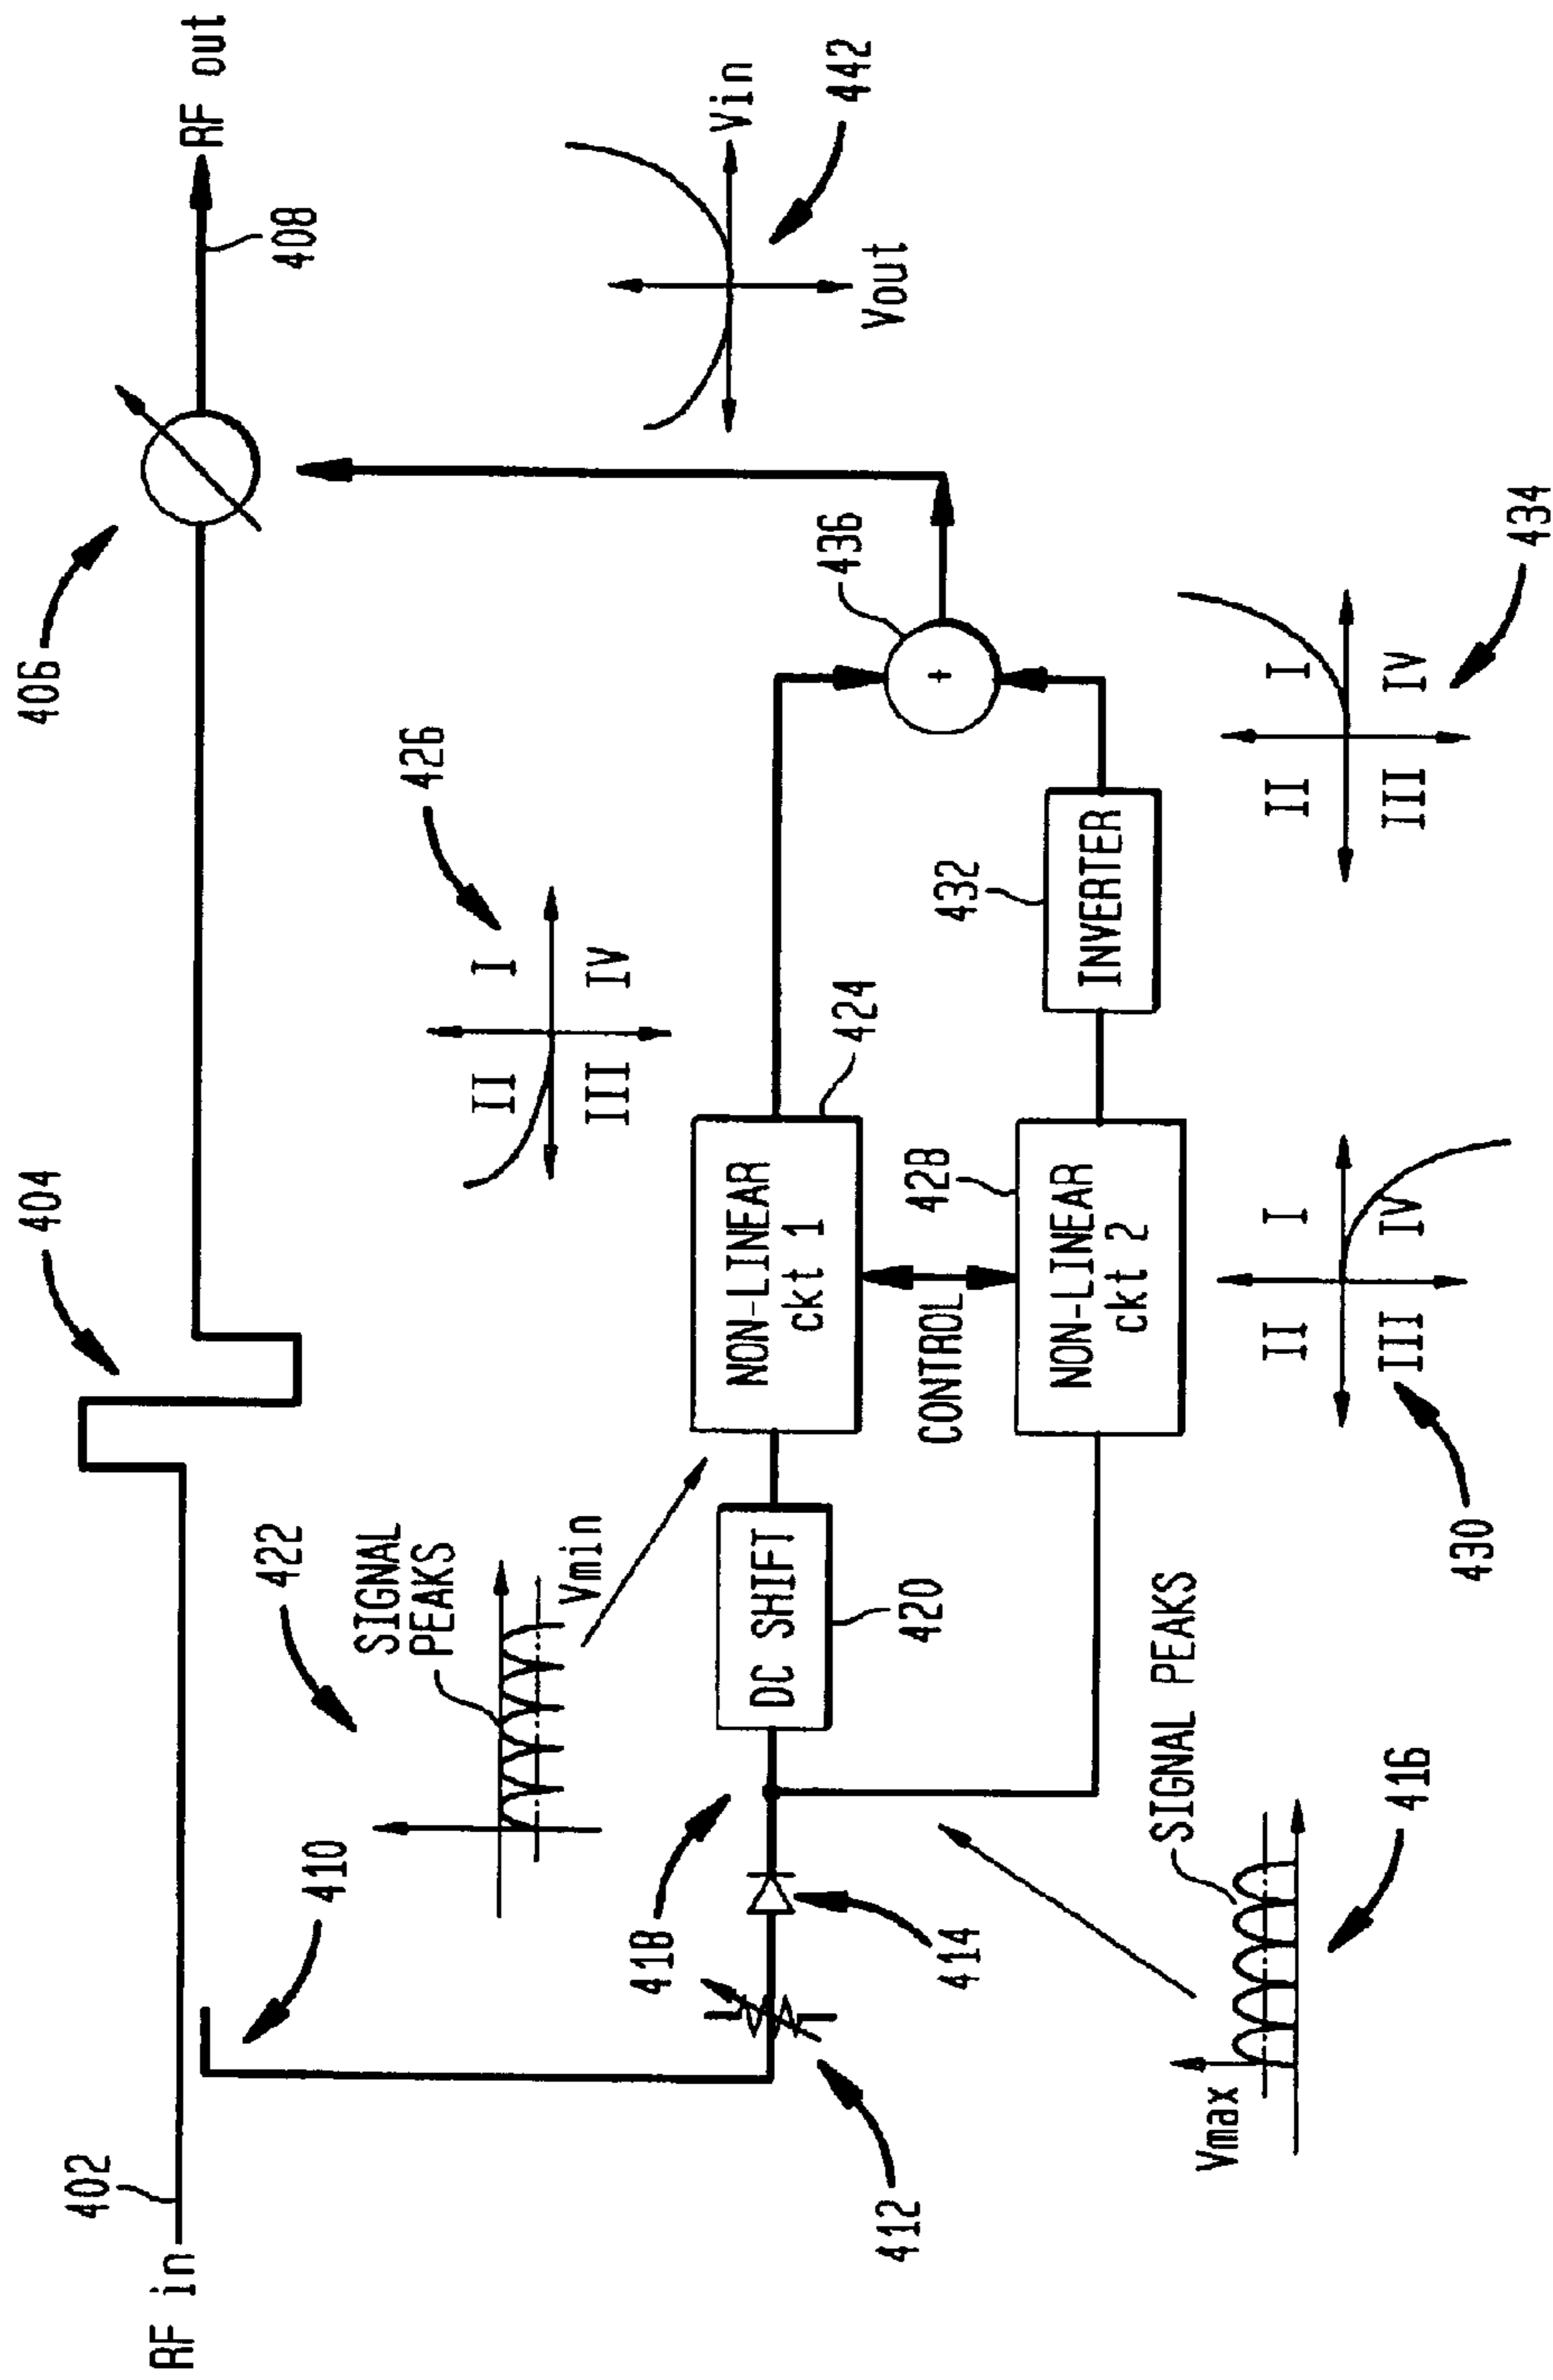 RF in
402
404
406
408
RF out
410
422
SIGNAL
PEAKS
Vmin
426
II
I
III
IV
442
Vin
Vout
412
414
418
DC SHIFT
420
NON-LINEAR
ckt 1
424
CONTROL
436
+
NON-LINEAR
ckt 2
428
INVERTER
432
Vmax
SIGNAL PEAKS
416
II
I
III
IV
430
II
I
III
IV
434